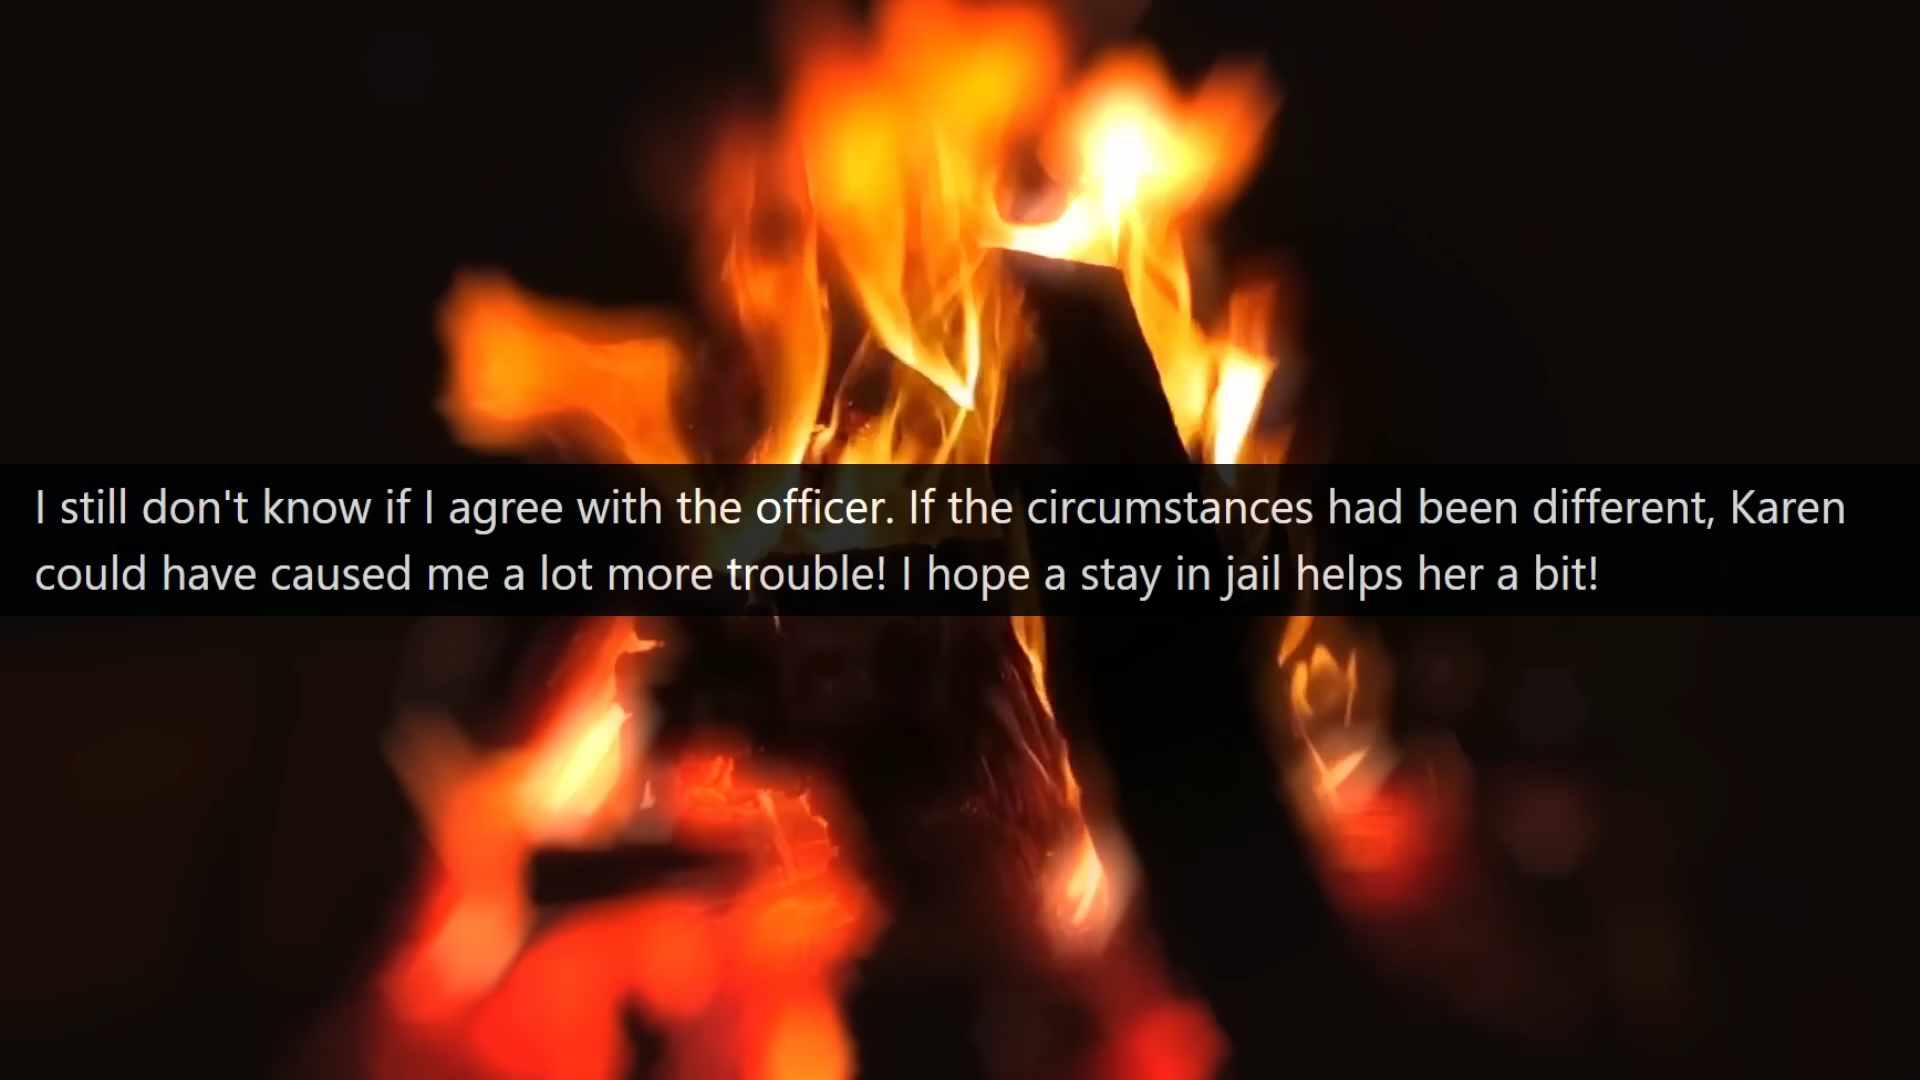 I still don't know if I agree with the officer. If the circumstances had been different, Karen
could have caused me a lot more trouble! I hope a stay in jail helps her a bit!